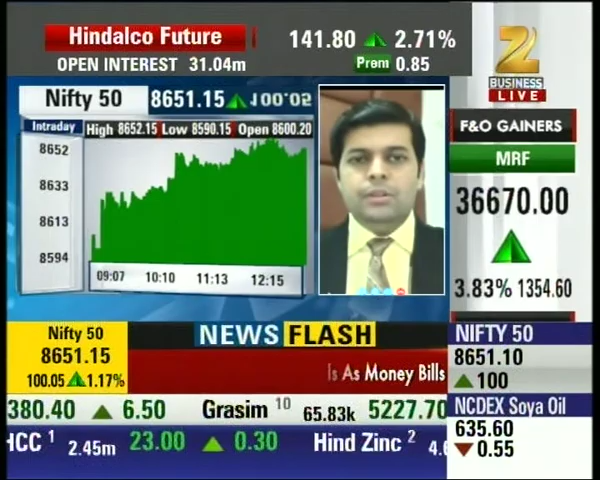 Hindalco Future 141.80 2.71%
OPEN INTEREST 31.04m Prem 0.85
Z
BUSINESS
LIVE
Nifty 50 8651.15 100.05
Intraday High 8652.15 Low 8590.15 Open 8600.20
8652
8633
8613
8594
09:07 10:10 11:13 12:15
F&O GAINERS
MRF
36670.00
3.83% 1354.60
Nifty 50
8651.15
100.05 1.17%
NEWS FLASH
Is As Money Bills
NIFTY 50
8651.10
100
NCDEX Soya Oil
635.60
0.55
380.40 6.50 Grasim 10 65.83k 5227.70
HCC 1 2.45m 23.00 0.30 Hind Zinc 2 4.6